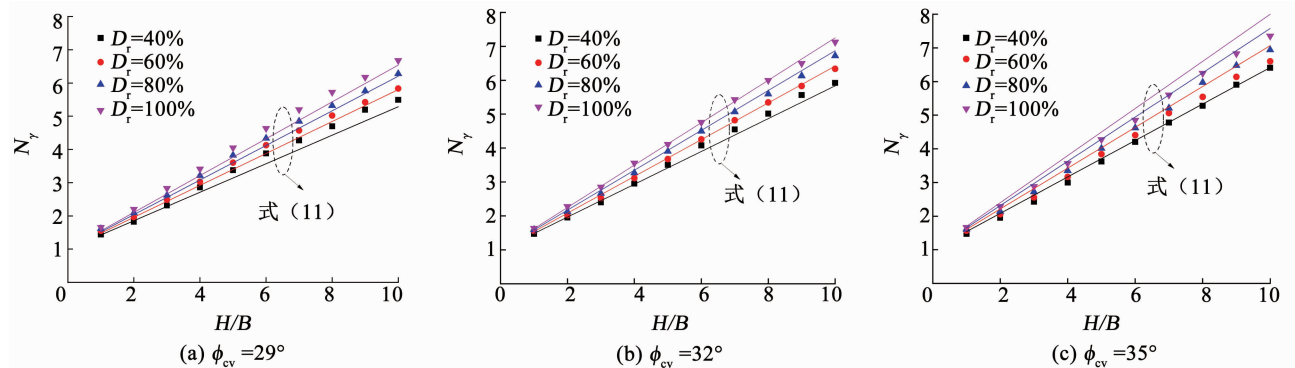 8
7
6
5
4
3
2
1
0
2
4
6
8
10
Nγ
H/B
Dr=40%
Dr=60%
Dr=80%
Dr=100%
式（11）
(a) ϕcv =29°
8
7
6
5
4
3
2
1
0
2
4
6
8
10
Nγ
H/B
Dr=40%
Dr=60%
Dr=80%
Dr=100%
式（11）
(b) ϕcv =32°
8
7
6
5
4
3
2
1
0
2
4
6
8
10
Nγ
H/B
Dr=40%
Dr=60%
Dr=80%
Dr=100%
式（11）
(c) ϕcv =35°